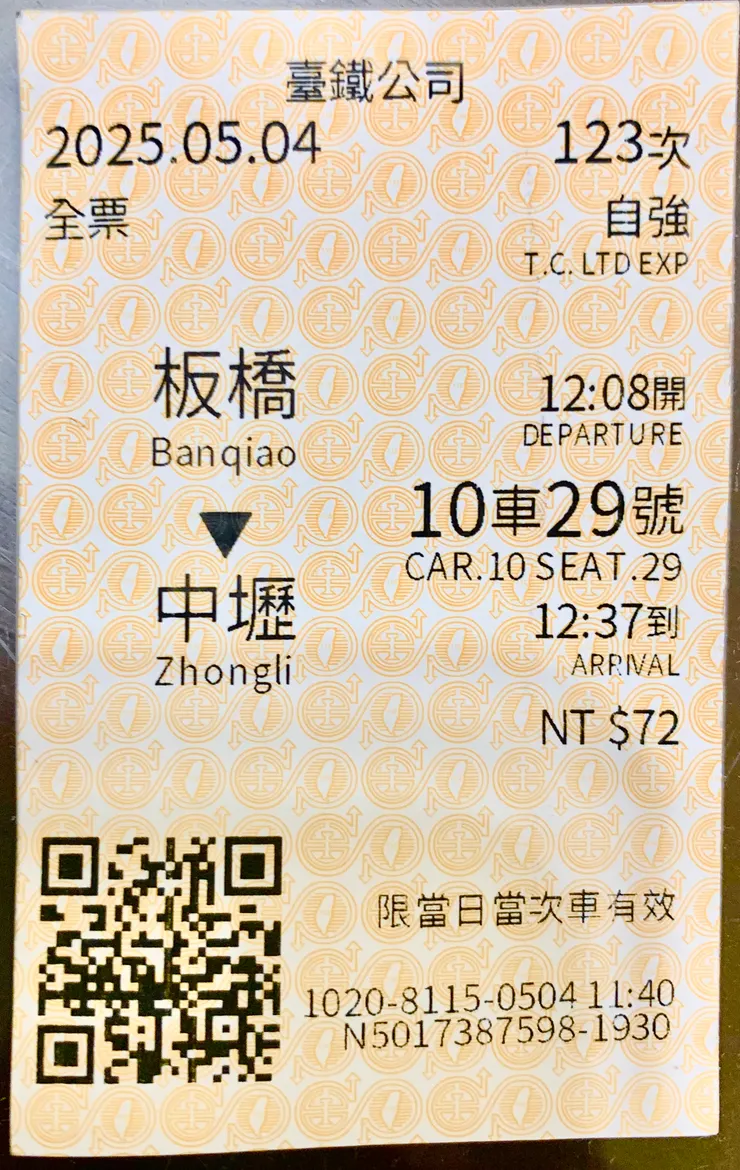 臺鐵公司
2025.05.04 123次
全票 自強
T.C. LTD EXP
板橋
Banqiao
▼
中壢
Zhongli
12:08開
DEPARTURE
10車29號
CAR.10 SEAT.29
12:37到
ARRIVAL
NT $72
限當日當次車有效
1020-8115-0504 11:40
N5017387598-1930